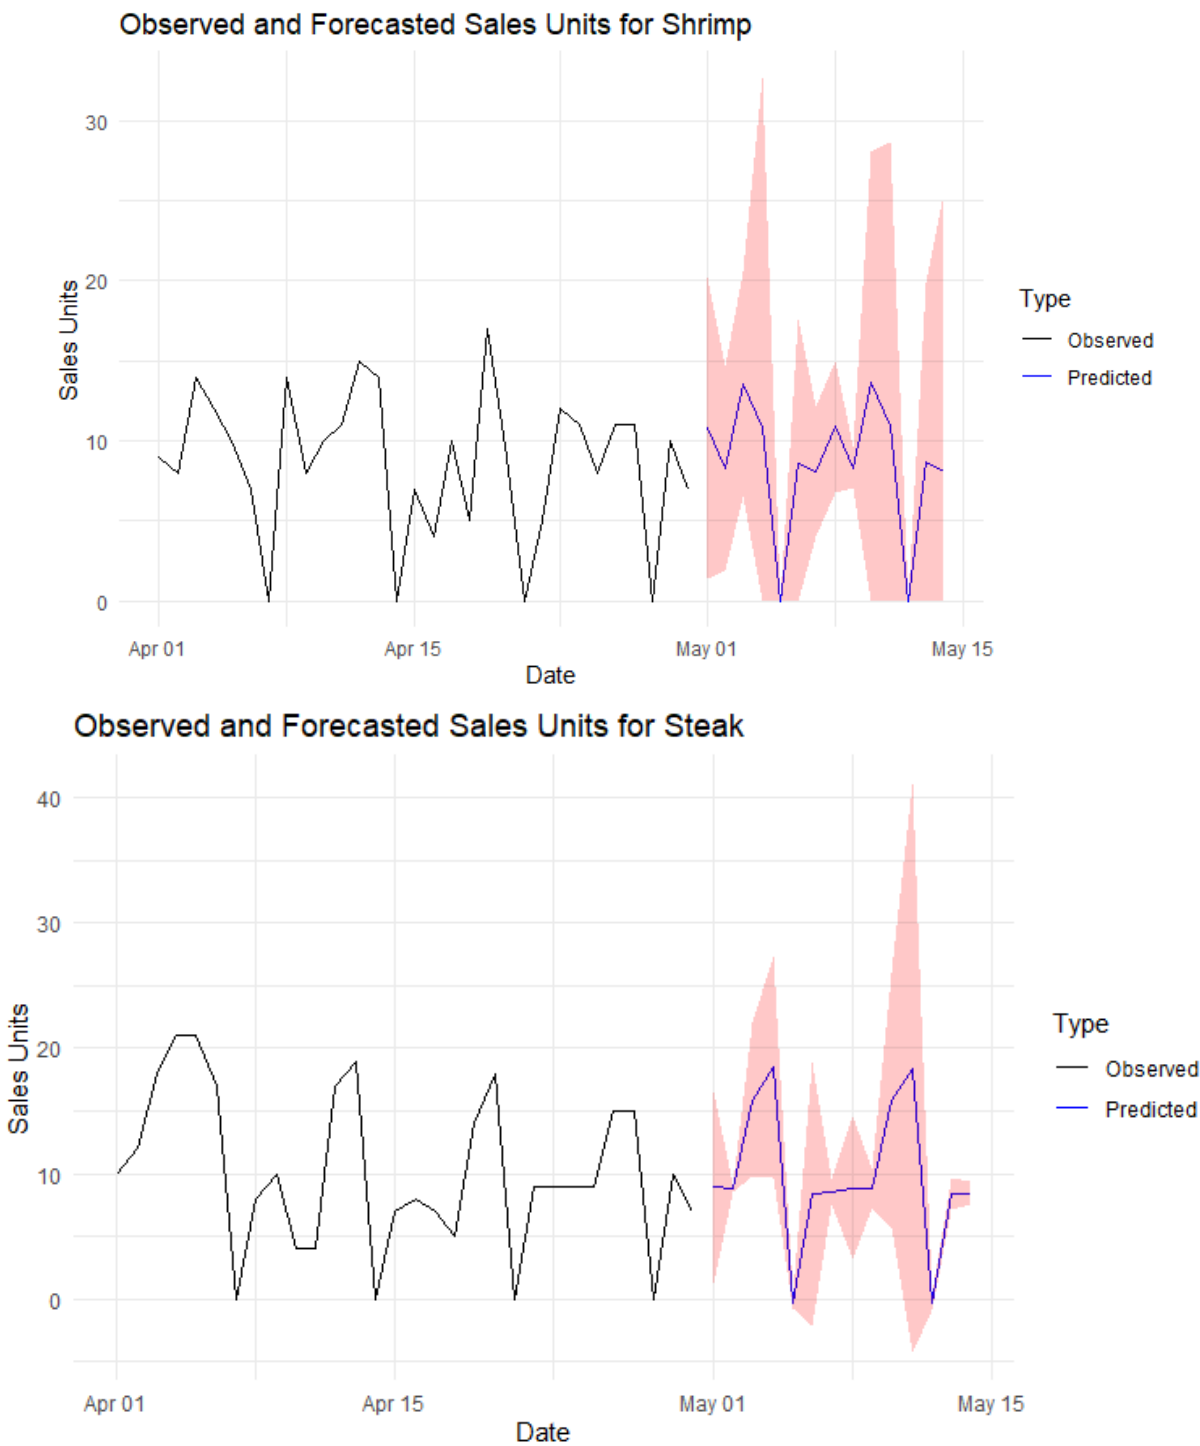 Observed and Forecasted Sales Units for Shrimp
30
20
10
0
Sales Units
Apr 01
Apr 15
May 01
May 15
Date
Type
Observed
Predicted
Observed and Forecasted Sales Units for Steak
40
30
20
10
0
Sales Units
Apr 01
Apr 15
May 01
May 15
Date
Type
Observed
Predicted